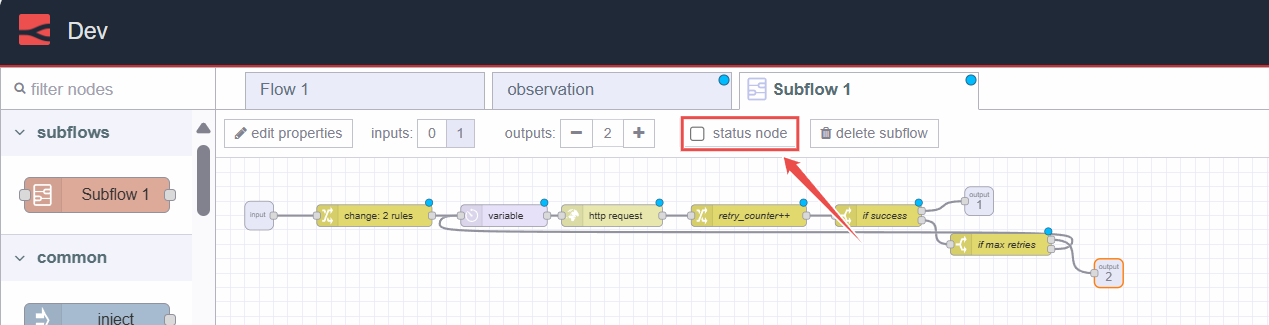 Dev
filter nodes
Flow 1
observation
Subflow 1
subflows
edit properties
inputs:
0
1
outputs:
2
status node
delete subflow
Subflow 1
input
change: 2 rules
variable
http request
retry_counter++
if success
output
1
if max retries
output
2
common
inject